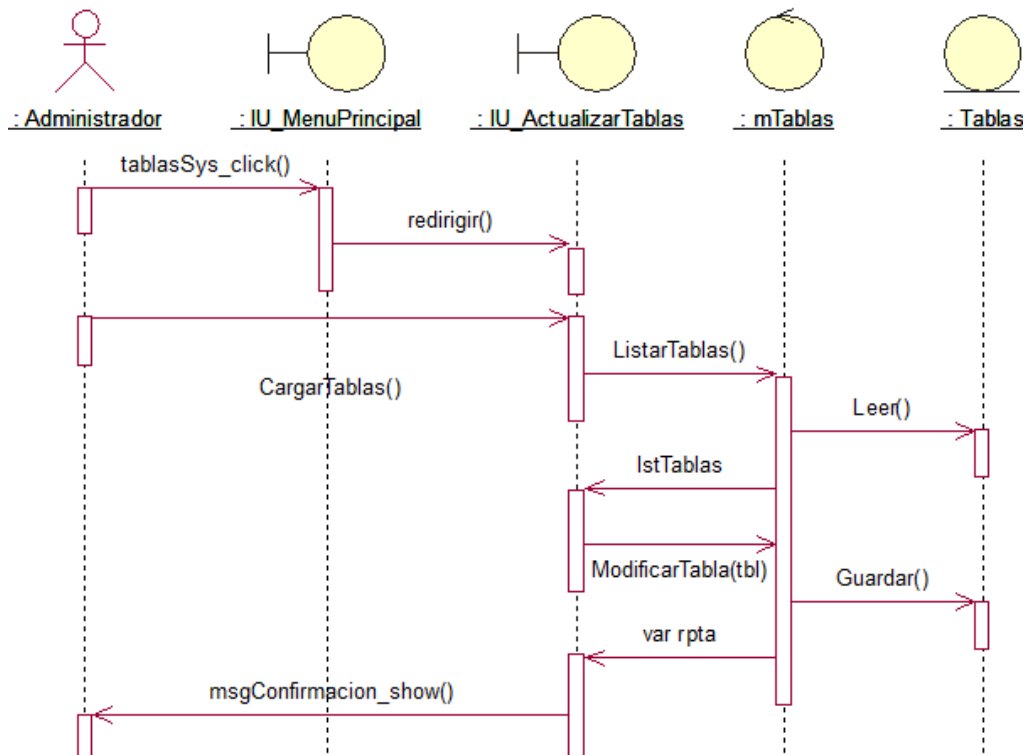 : Administrador
: IU_MenuPrincipal
: IU_ActualizarTablas
: mTablas
: Tablas
tablasSys_click()
redirigir()
CargarTablas()
ListarTablas()
Leer()
lstTablas
ModificarTabla(tbl)
Guardar()
var rpta
msgConfirmacion_show()